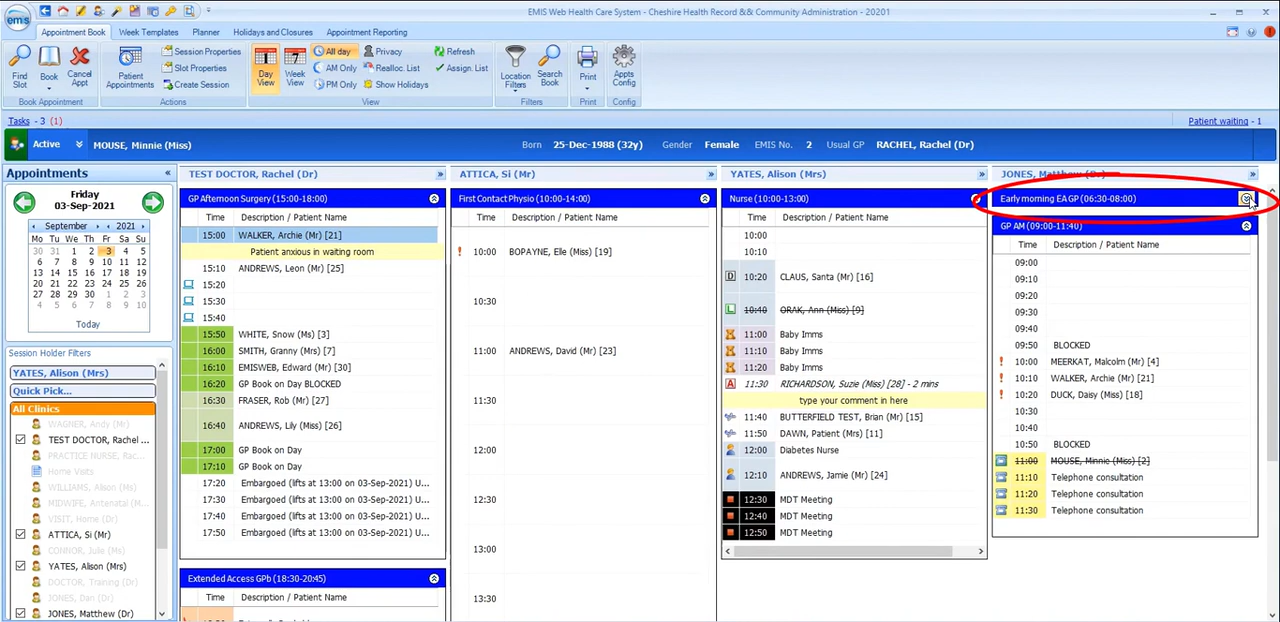 emis
EMIS Web Health Care System - Cheshire Health Record && Community Administration - 20201
Appointment Book
Week Templates
Planner
Holidays and Closures
Appointment Reporting
Find Slot
Book
Cancel Appt
Book Appointment
Patient Appointments
Session Properties
Slot Properties
Create Session
Actions
Day View
Week View
All day
AM Only
PM Only
Privacy
Realloc. List
Show Holidays
Refresh
Assign. List
View
Location Filters
Search Book
Filters
Print
Print
Appts Config
Config
Tasks - 3 (1)
Patient waiting - 1
Active
MOUSE, Minnie (Miss)
Born 25-Dec-1988 (32y)
Gender Female
EMIS No. 2
Usual GP RACHEL, Rachel (Dr)
Appointments
Friday
03-Sep-2021
September 2021
Mo Tu We Th Fr Sa Su
30 31 1 2 3 4 5
6 7 8 9 10 11 12
13 14 15 16 17 18 19
20 21 22 23 24 25 26
27 28 29 30 1 2 3
4 5 6 7 8 9 10
Today
Session Holder Filters
YATES, Alison (Mrs)
Quick Pick...
All Clinics
WAGNER, Andy (Mr)
TEST DOCTOR, Rachel ...
PRACTICE NURSE, Rac...
Home Visits
WILLIAMS, Alison (Ms)
MIDWIFE, Antenatal (M...
VISIT, Home (Dr)
ATTICA, Si (Mr)
CONNOR, Julie (Ms)
YATES, Alison (Mrs)
DOCTOR, Training (Dr)
JONES, Dan (Dr)
JONES, Matthew (Dr)
TEST DOCTOR, Rachel (Dr)
GP Afternoon Surgery (15:00-18:00)
Time Description / Patient Name
15:00 WALKER, Archie (Mr) [21]
Patient anxious in waiting room
15:10 ANDREWS, Leon (Mr) [25]
15:20
15:30
15:40
15:50 WHITE, Snow (Ms) [3]
16:00 SMITH, Granny (Mrs) [7]
16:10 EMISWEB, Edward (Mr) [30]
16:20 GP Book on Day BLOCKED
16:30 FRASER, Rob (Mr) [27]
16:40 ANDREWS, Lily (Miss) [26]
17:00 GP Book on Day
17:10 GP Book on Day
17:20 Embargoed (lifts at 13:00 on 03-Sep-2021) U...
17:30 Embargoed (lifts at 13:00 on 03-Sep-2021) U...
17:40 Embargoed (lifts at 13:00 on 03-Sep-2021) U...
17:50 Embargoed (lifts at 13:00 on 03-Sep-2021) U...
Extended Access GPb (18:30-20:45)
Time Description / Patient Name
ATTICA, Si (Mr)
First Contact Physio (10:00-14:00)
Time Description / Patient Name
10:00 BOPAYNE, Elle (Miss) [19]
10:30
11:00 ANDREWS, David (Mr) [23]
11:30
12:00
12:30
13:00
13:30
YATES, Alison (Mrs)
Nurse (10:00-13:00)
Time Description / Patient Name
10:00
10:10
D 10:20 CLAUS, Santa (Mr) [16]
L 10:40 ORAK, Ann (Miss) [9]
11:00 Baby Imms
11:10 Baby Imms
11:20 Baby Imms
A 11:30 RICHARDSON, Suzie (Miss) [28] - 2 mins
type your comment in here
11:40 BUTTERFIELD TEST, Brian (Mr) [15]
11:50 DAWN, Patient (Mrs) [11]
12:00 Diabetes Nurse
12:10 ANDREWS, Jamie (Mr) [24]
12:30 MDT Meeting
12:40 MDT Meeting
12:50 MDT Meeting
JONES, Matthew (Dr)
Early morning EA GP (06:30-08:00)
GP AM (09:00-11:40)
Time Description / Patient Name
09:00
09:10
09:20
09:30
09:40
09:50 BLOCKED
10:00 MEERKAT, Malcolm (Mr) [4]
10:10 WALKER, Archie (Mr) [21]
10:20 DUCK, Daisy (Miss) [18]
10:30
10:40
10:50 BLOCKED
11:00 MOUSE, Minnie (Miss) [2]
11:10 Telephone consultation
11:20 Telephone consultation
11:30 Telephone consultation